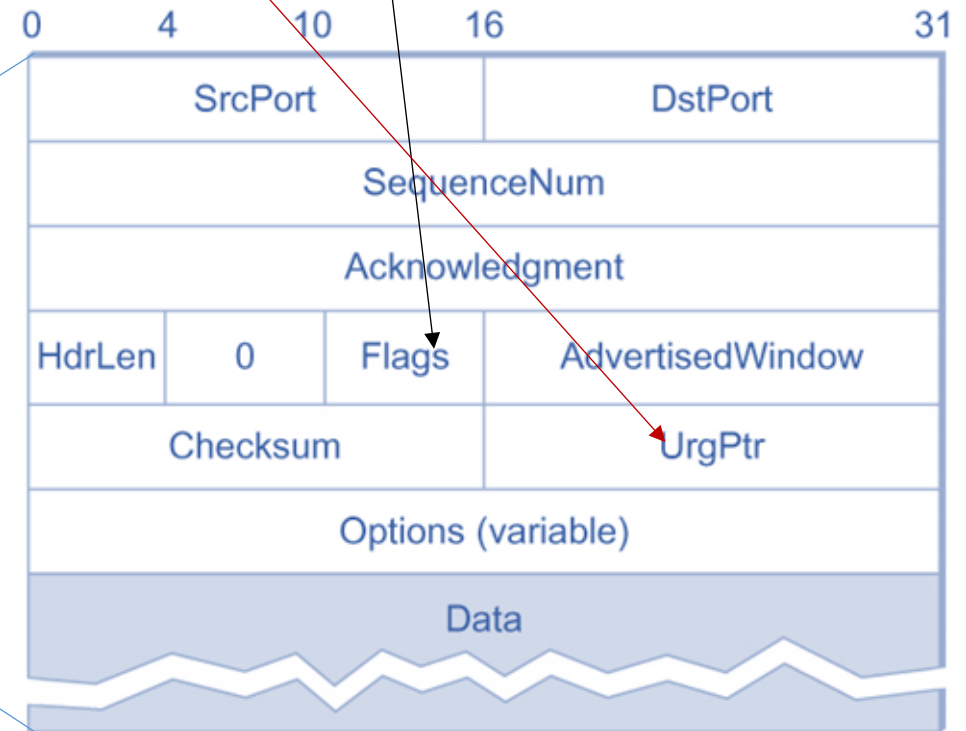 0 4 10 16 31
SrcPort DstPort
SequenceNum
Acknowledgment
HdrLen 0 Flags AdvertisedWindow
Checksum UrgPtr
Options (variable)
Data